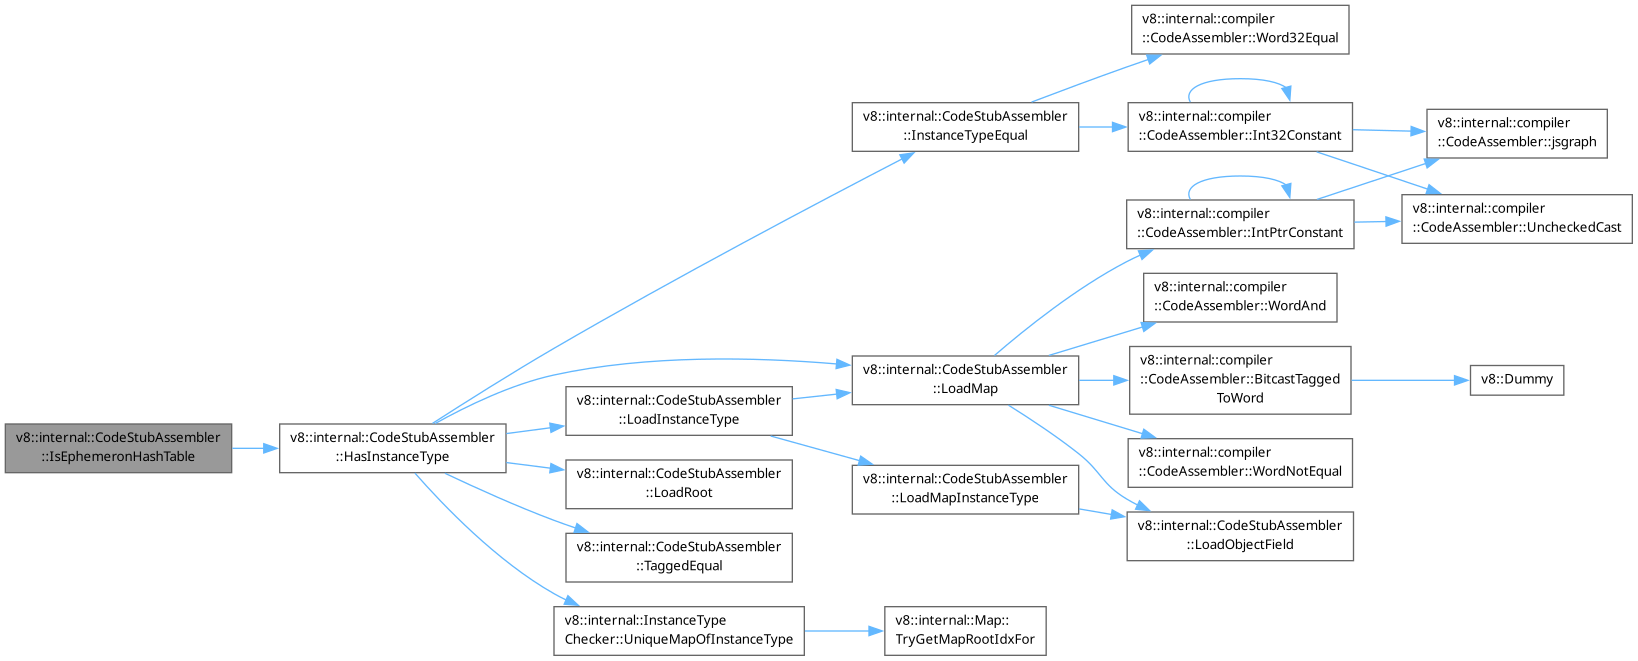 v8::internal::CodeStubAssembler
::IsEphemeronHashTable
v8::internal::CodeStubAssembler
::HasInstanceType
v8::internal::CodeStubAssembler
::InstanceTypeEqual
v8::internal::compiler
::CodeAssembler::Word32Equal
v8::internal::compiler
::CodeAssembler::Int32Constant
v8::internal::compiler
::CodeAssembler::jsgraph
v8::internal::compiler
::CodeAssembler::UncheckedCast
v8::internal::compiler
::CodeAssembler::IntPtrConstant
v8::internal::compiler
::CodeAssembler::WordAnd
v8::internal::CodeStubAssembler
::LoadMap
v8::internal::compiler
::CodeAssembler::BitcastTagged
ToWord
v8::Dummy
v8::internal::CodeStubAssembler
::LoadInstanceType
v8::internal::compiler
::CodeAssembler::WordNotEqual
v8::internal::CodeStubAssembler
::LoadRoot
v8::internal::CodeStubAssembler
::LoadMapInstanceType
v8::internal::CodeStubAssembler
::LoadObjectField
v8::internal::CodeStubAssembler
::TaggedEqual
v8::internal::InstanceType
Checker::UniqueMapOfInstanceType
v8::internal::Map::
TryGetMapRootIdxFor